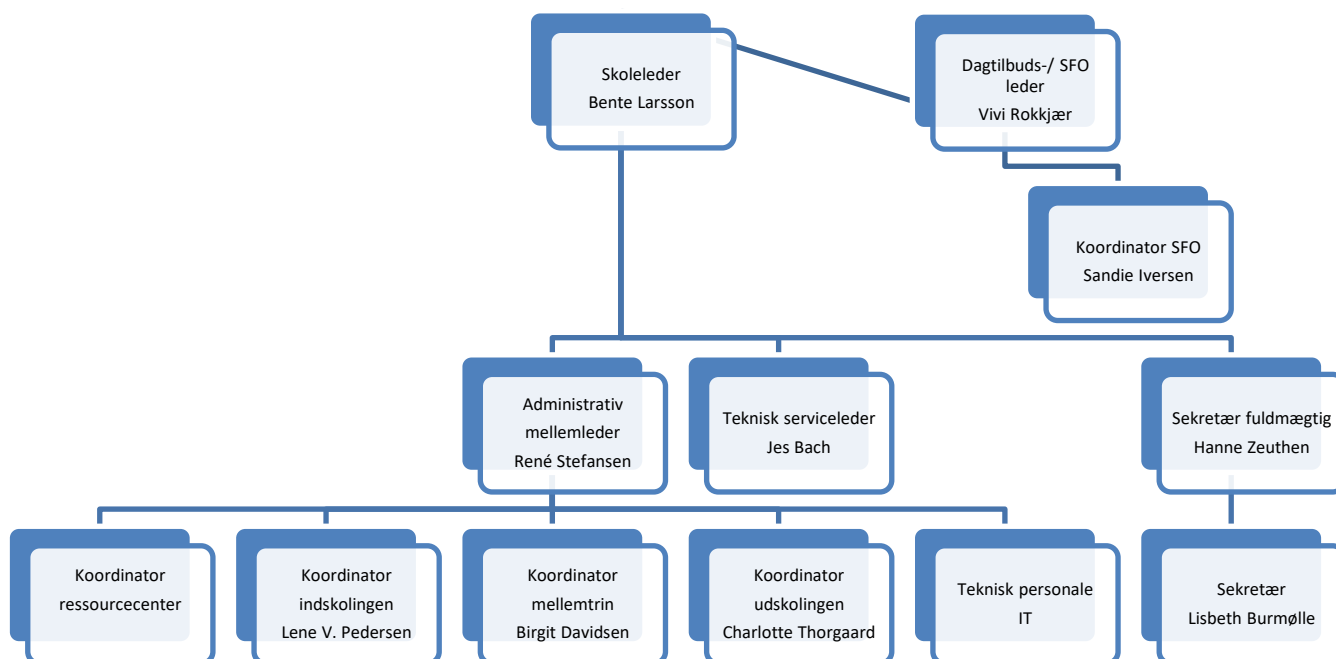 Skoleleder
Bente Larsson
Dagtilbuds-/ SFO
leder
Vivi Rokkjær
Koordinator SFO
Sandie Iversen
Administrativ
mellemleder
René Stefansen
Teknisk serviceleder
Jes Bach
Sekretær fuldmægtig
Hanne Zeuthen
Koordinator
ressourcecenter
Koordinator
indskolingen
Lene V. Pedersen
Koordinator
mellemtrin
Birgit Davidsen
Koordinator
udskolingen
Charlotte Thorgaard
Teknisk personale
IT
Sekretær
Lisbeth Burmølle